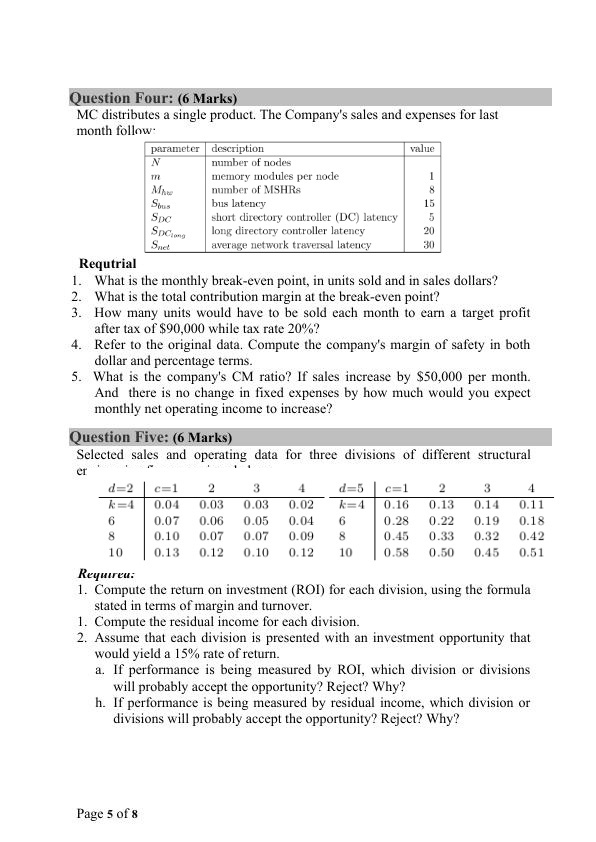 Question Four: (6 Marks)
MC distributes a single product. The Company's sales and expenses for last
month follow:
parameter description value
N number of nodes
m memory modules per node 1
M_hw number of MSHRs 8
S_bus bus latency 15
S_DC short directory controller (DC) latency 5
S_DC_long long directory controller latency 20
S_net average network traversal latency 30
Requtrial
1. What is the monthly break-even point, in units sold and in sales dollars?
2. What is the total contribution margin at the break-even point?
3. How many units would have to be sold each month to earn a target profit
after tax of $90,000 while tax rate 20%?
4. Refer to the original data. Compute the company's margin of safety in both
dollar and percentage terms.
5. What is the company's CM ratio? If sales increase by $50,000 per month.
And there is no change in fixed expenses by how much would you expect
monthly net operating income to increase?
Question Five: (6 Marks)
Selected sales and operating data for three divisions of different structural
d=2 c=1 2 3 4 d=5 c=1 2 3 4
k=4 0.04 0.03 0.03 0.02 k=4 0.16 0.13 0.14 0.11
6 0.07 0.06 0.05 0.04 6 0.28 0.22 0.19 0.18
8 0.10 0.07 0.07 0.09 8 0.45 0.33 0.32 0.42
10 0.13 0.12 0.10 0.12 10 0.58 0.50 0.45 0.51
Required:
1. Compute the return on investment (ROI) for each division, using the formula
stated in terms of margin and turnover.
1. Compute the residual income for each division.
2. Assume that each division is presented with an investment opportunity that
would yield a 15% rate of return.
a. If performance is being measured by ROI, which division or divisions
will probably accept the opportunity? Reject? Why?
h. If performance is being measured by residual income, which division or
divisions will probably accept the opportunity? Reject? Why?
Page 5 of 8